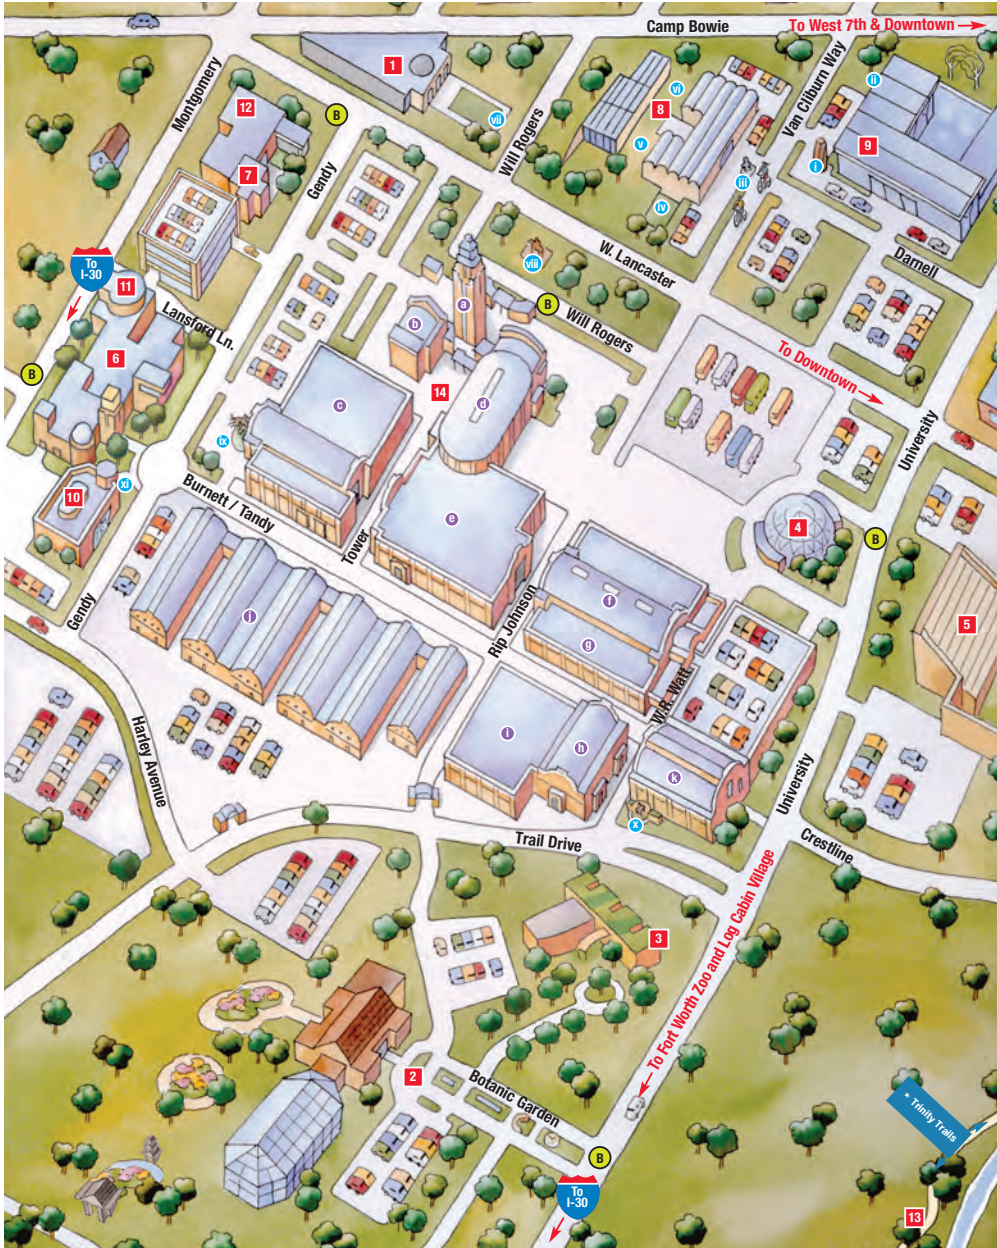 Camp Bowie
To West 7th & Downtown
1
Montgomery
12
B
vii
Will Rogers
vi
8
v
Van Cliburn Way
ii
9
i
iii
iv
7
Gendy
To
I-30
11
Lansford Ln.
6
B
viii
W. Lancaster
Darnell
a
B
Will Rogers
b
14
c
d
To Downtown
University
ix
xi
10
Burnett / Tandy
Tower
e
4
B
5
Gendy
j
Rip Johnson
f
g
W.R. Watt
Harley Avenue
i
h
k
x
University
Trail Drive
Crestline
3
To Fort Worth Zoo and Log Cabin Village
2
Botanic Garden
* Trinity Trails
B
To
I-30
13